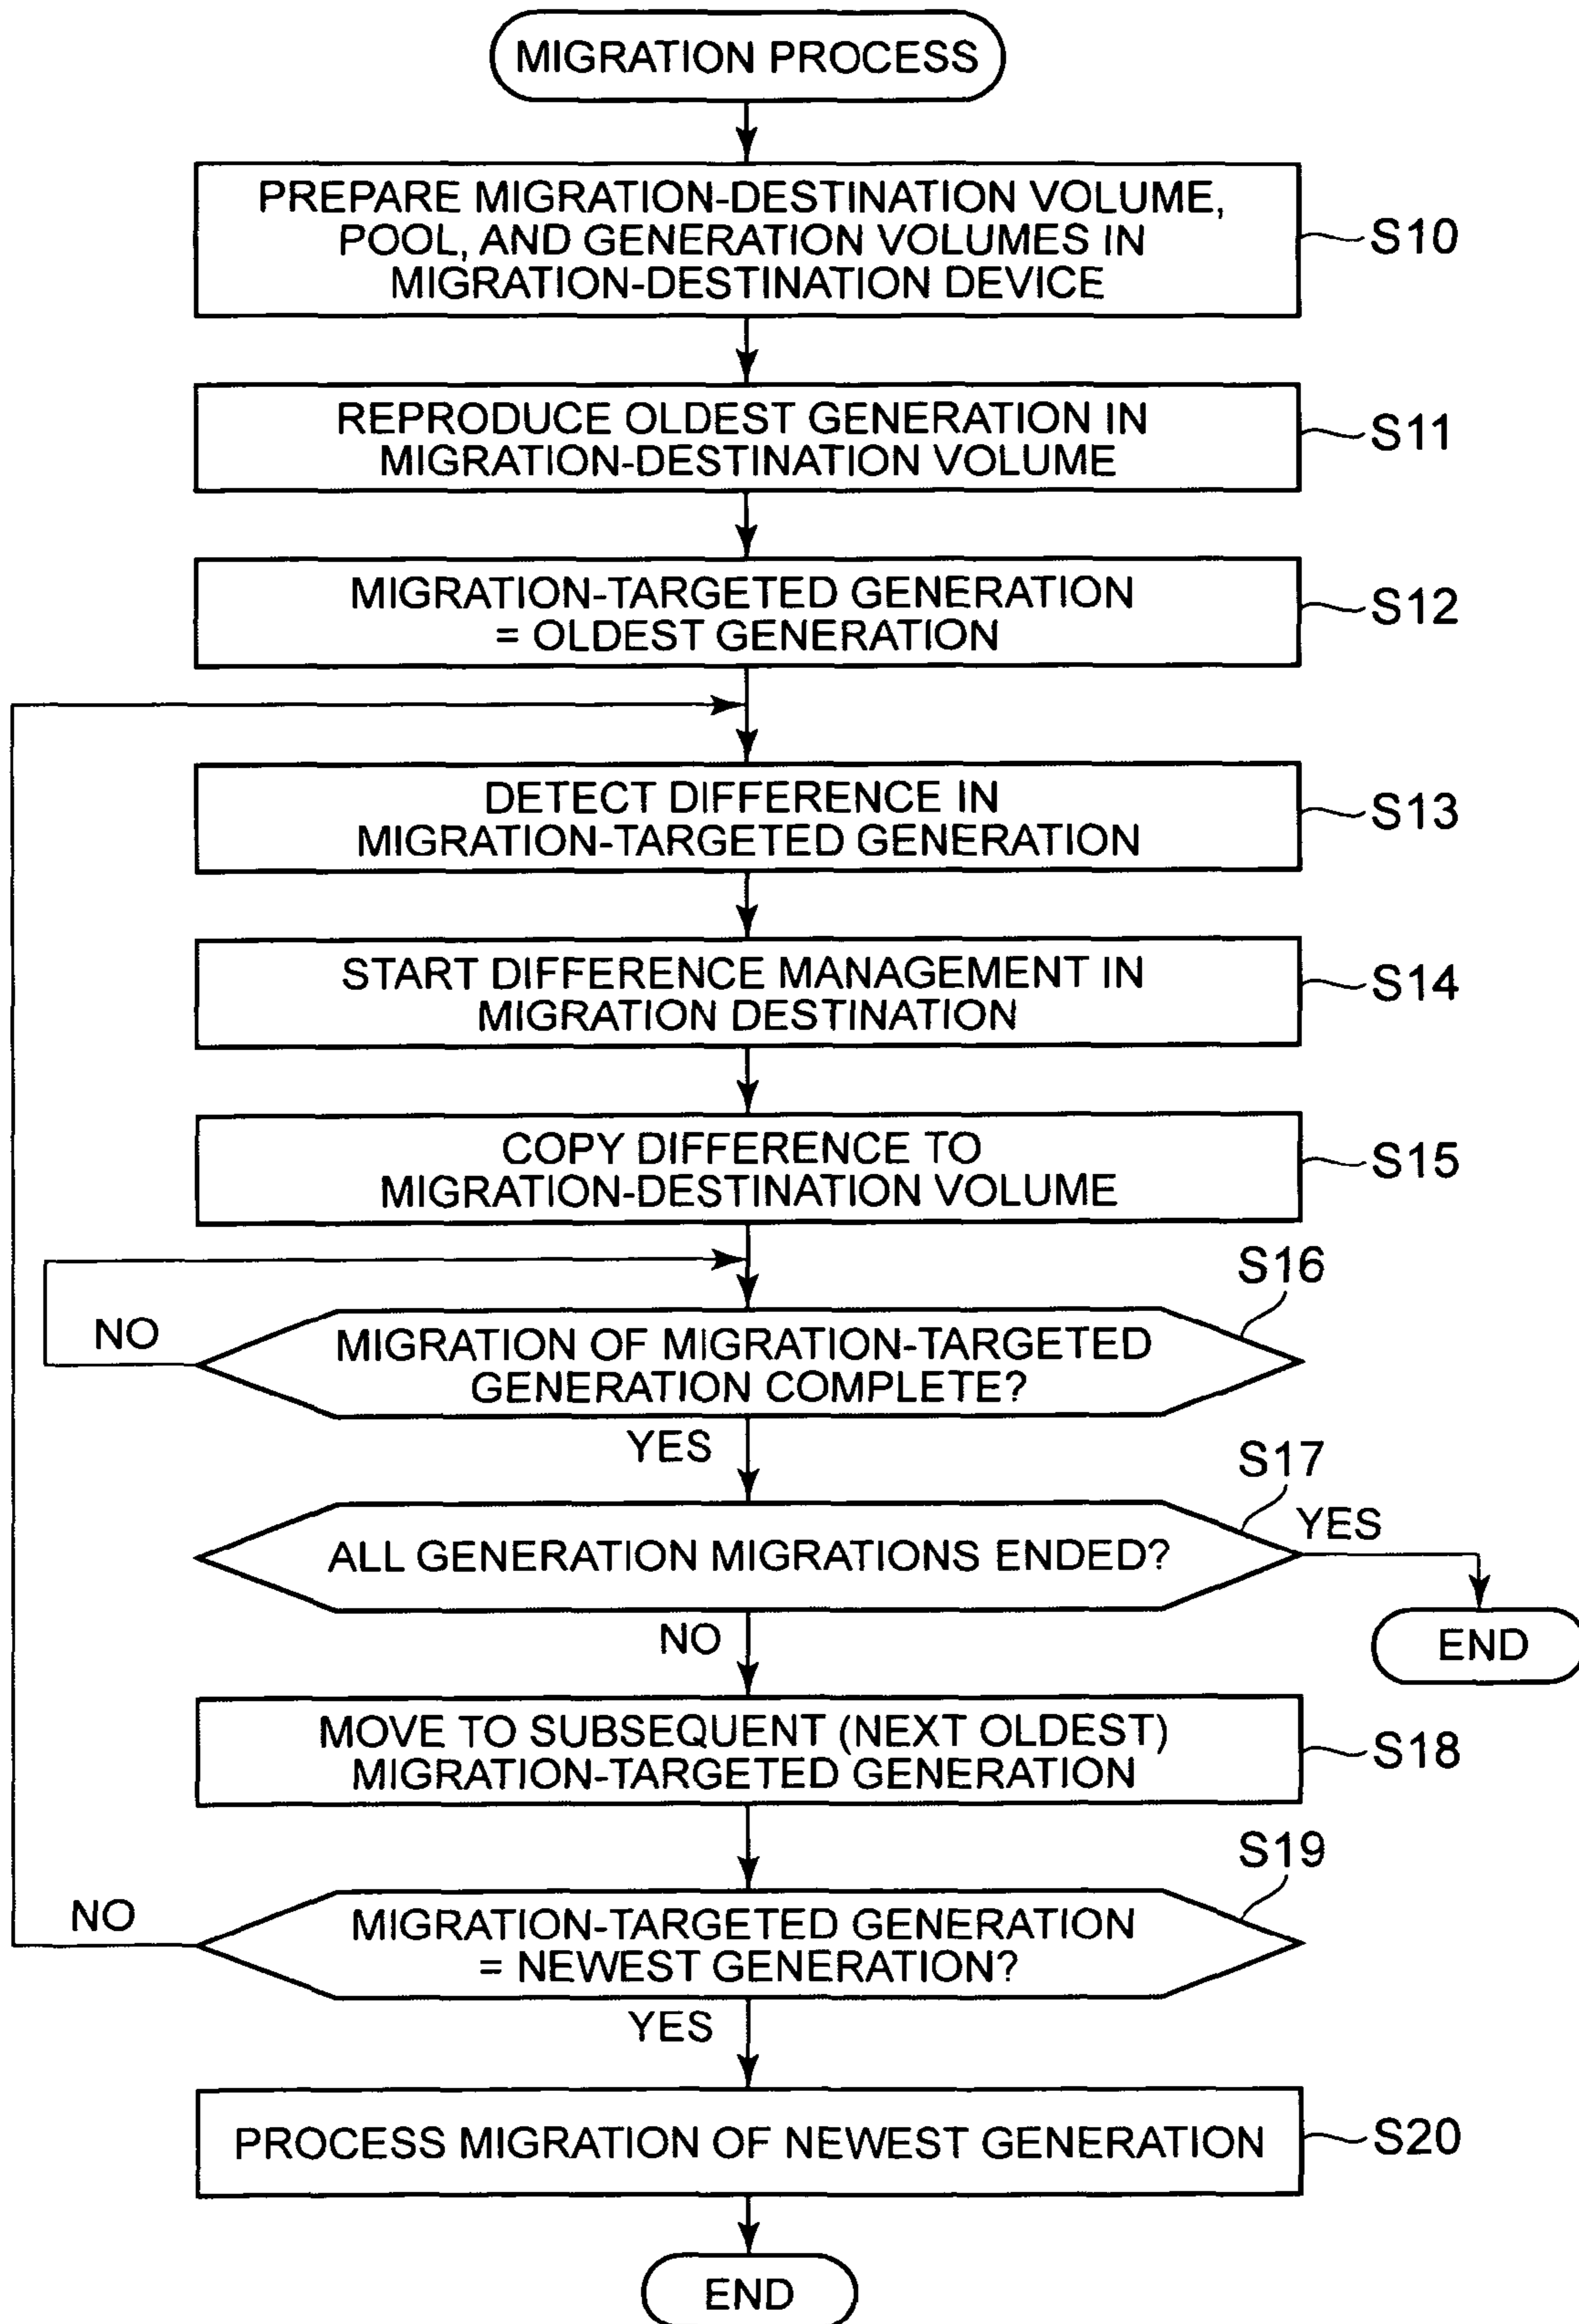 MIGRATION PROCESS
PREPARE MIGRATION-DESTINATION VOLUME,
POOL, AND GENERATION VOLUMES IN
MIGRATION-DESTINATION DEVICE
S10
REPRODUCE OLDEST GENERATION IN
MIGRATION-DESTINATION VOLUME
S11
MIGRATION-TARGETED GENERATION
= OLDEST GENERATION
S12
DETECT DIFFERENCE IN
MIGRATION-TARGETED GENERATION
S13
START DIFFERENCE MANAGEMENT IN
MIGRATION DESTINATION
S14
COPY DIFFERENCE TO
MIGRATION-DESTINATION VOLUME
S15
S16
NO
MIGRATION OF MIGRATION-TARGETED
GENERATION COMPLETE?
YES
S17
YES
ALL GENERATION MIGRATIONS ENDED?
END
NO
MOVE TO SUBSEQUENT (NEXT OLDEST)
MIGRATION-TARGETED GENERATION
S18
S19
NO
MIGRATION-TARGETED GENERATION
= NEWEST GENERATION?
YES
PROCESS MIGRATION OF NEWEST GENERATION
S20
END